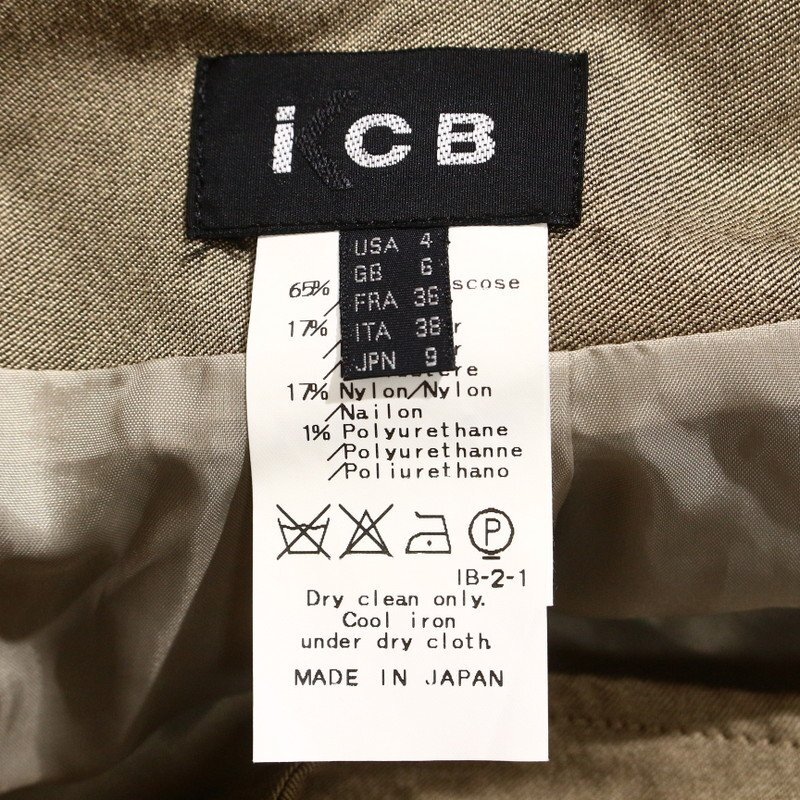 iCB
USA 4
GB 6
FRA 36
ITA 38
JPN 9
65% scose
17%
17% Nylon/Nylon
/Nailon
1% Polyurethane
/Polyurethanne
/Poliurethano
P
IB-2-1
Dry clean only.
Cool iron
under dry cloth
MADE IN JAPAN